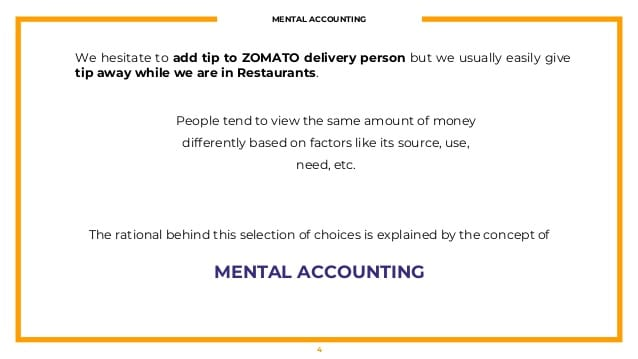 MENTAL ACCOUNTING
We hesitate to add tip to ZOMATO delivery person but we usually easily give
tip away while we are in Restaurants.
People tend to view the same amount of money
differently based on factors like its source, use,
need, etc.
The rational behind this selection of choices is explained by the concept of
MENTAL ACCOUNTING
4